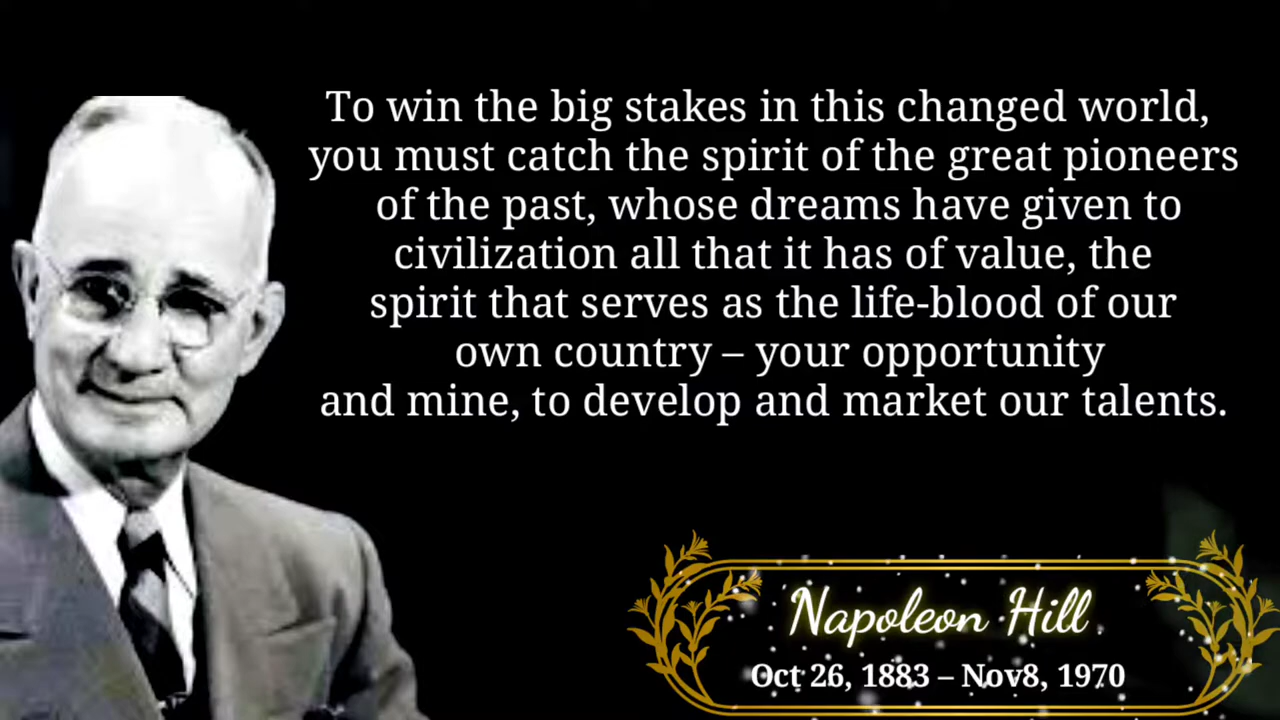 To win the big stakes in this changed world,
you must catch the spirit of the great pioneers
of the past, whose dreams have given to
civilization all that it has of value, the
spirit that serves as the life-blood of our
own country – your opportunity
and mine, to develop and market our talents.
Napoleon Hill
Oct 26, 1883 – Nov8, 1970